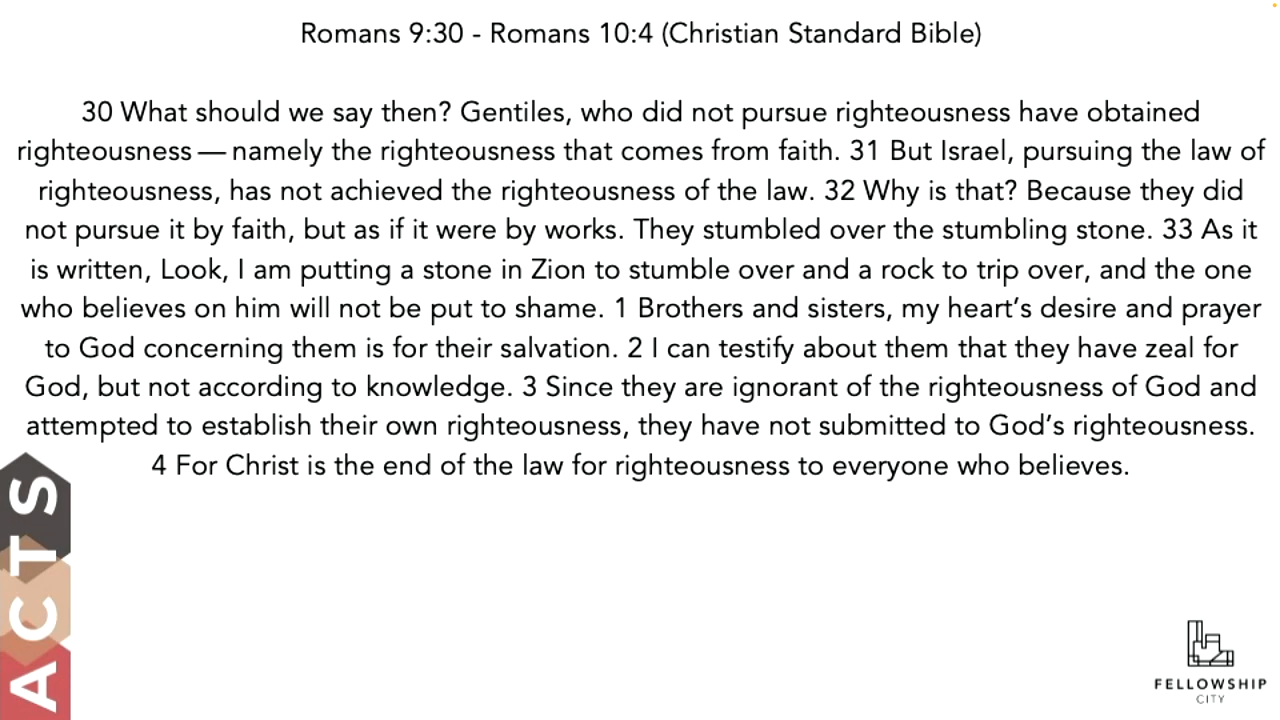 Romans 9:30 - Romans 10:4 (Christian Standard Bible)
30 What should we say then? Gentiles, who did not pursue righteousness have obtained
righteousness — namely the righteousness that comes from faith. 31 But Israel, pursuing the law of
righteousness, has not achieved the righteousness of the law. 32 Why is that? Because they did
not pursue it by faith, but as if it were by works. They stumbled over the stumbling stone. 33 As it
is written, Look, I am putting a stone in Zion to stumble over and a rock to trip over, and the one
who believes on him will not be put to shame. 1 Brothers and sisters, my heart’s desire and prayer
to God concerning them is for their salvation. 2 I can testify about them that they have zeal for
God, but not according to knowledge. 3 Since they are ignorant of the righteousness of God and
attempted to establish their own righteousness, they have not submitted to God’s righteousness.
4 For Christ is the end of the law for righteousness to everyone who believes.
ACTS
FELLOWSHIP
CITY